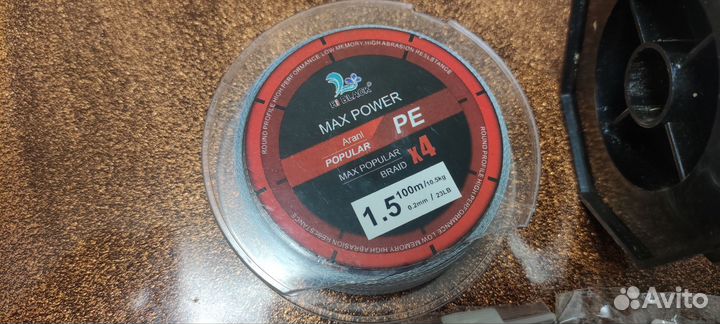 BLACK®
MAX POWER
Arani
POPULAR
PE
MAX POPULAR
BRAID
x4
1.5
100m/10.5kg
0.2mm / 23LB
ROUND PROFILE HIGH PERFORMANCE, LOW MEMORY, HIGH ABRASION RESISTANCE
ROUND PROFILE HIGH PERFORMANCE, LOW MEMORY, HIGH ABRASION RESISTANCE
Avito